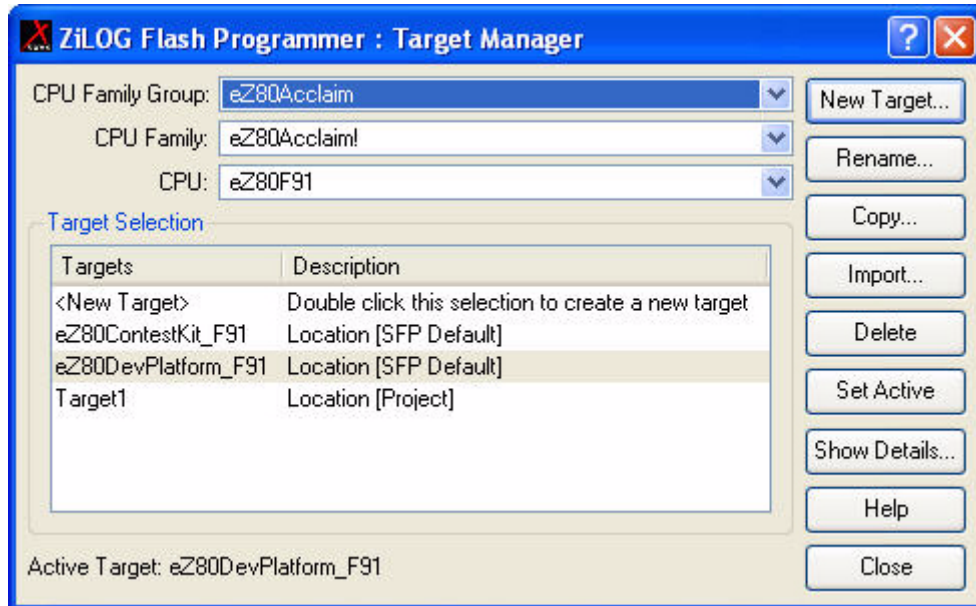 ZiLOG Flash Programmer : Target Manager
CPU Family Group: eZ80Acclaim
CPU Family: eZ80Acclaim!
CPU: eZ80F91
Target Selection
Targets Description
<New Target> Double click this selection to create a new target
eZ80ContestKit_F91 Location [SFP Default]
eZ80DevPlatform_F91 Location [SFP Default]
Target1 Location [Project]
Active Target: eZ80DevPlatform_F91
New Target...
Rename...
Copy...
Import...
Delete
Set Active
Show Details...
Help
Close